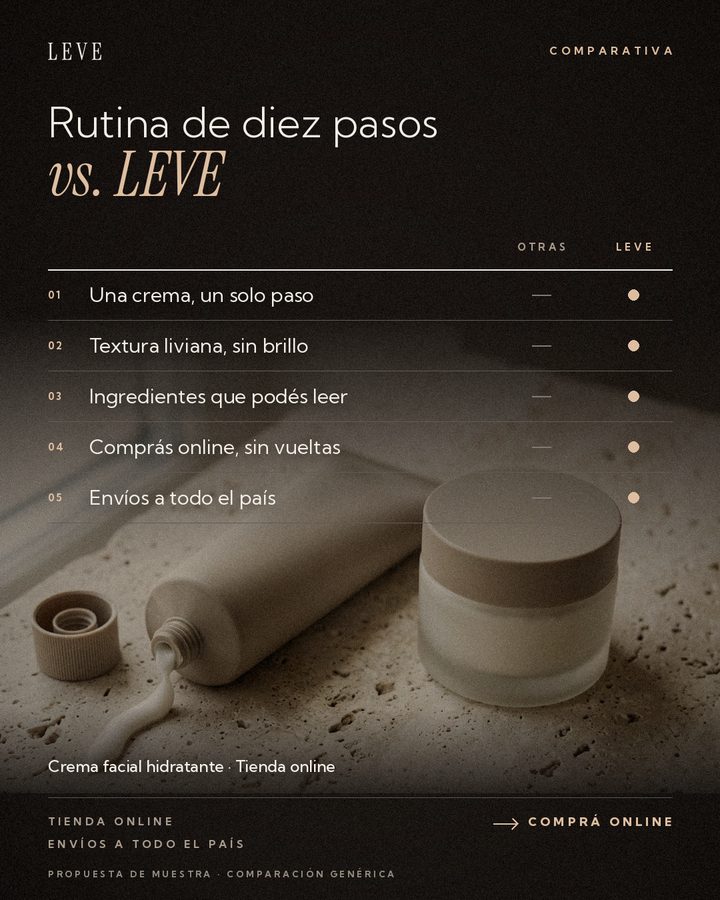 LEVE
COMPARATIVA
Rutina de diez pasos
vs. LEVE
OTRAS LEVE
01 Una crema, un solo paso — ●
02 Textura liviana, sin brillo — ●
03 Ingredientes que podés leer — ●
04 Comprás online, sin vueltas — ●
05 Envíos a todo el país — ●
Crema facial hidratante · Tienda online
TIENDA ONLINE
→ COMPRÁ ONLINE
ENVÍOS A TODO EL PAÍS
PROPUESTA DE MUESTRA · COMPARACIÓN GENÉRICA